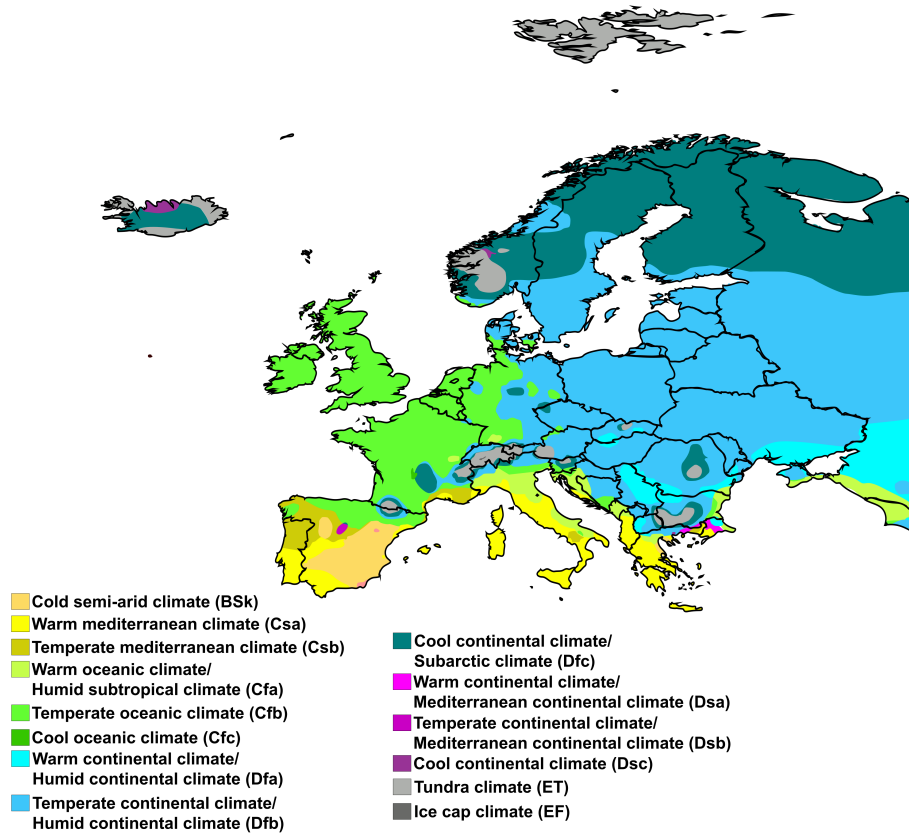 Cold semi-arid climate (BSk)
Warm mediterranean climate (Csa)
Temperate mediterranean climate (Csb)
Warm oceanic climate/
Humid subtropical climate (Cfa)
Temperate oceanic climate (Cfb)
Cool oceanic climate (Cfc)
Warm continental climate/
Humid continental climate (Dfa)
Temperate continental climate/
Humid continental climate (Dfb)
Cool continental climate/
Subarctic climate (Dfc)
Warm continental climate/
Mediterranean continental climate (Dsa)
Temperate continental climate/
Mediterranean continental climate (Dsb)
Cool continental climate (Dsc)
Tundra climate (ET)
Ice cap climate (EF)